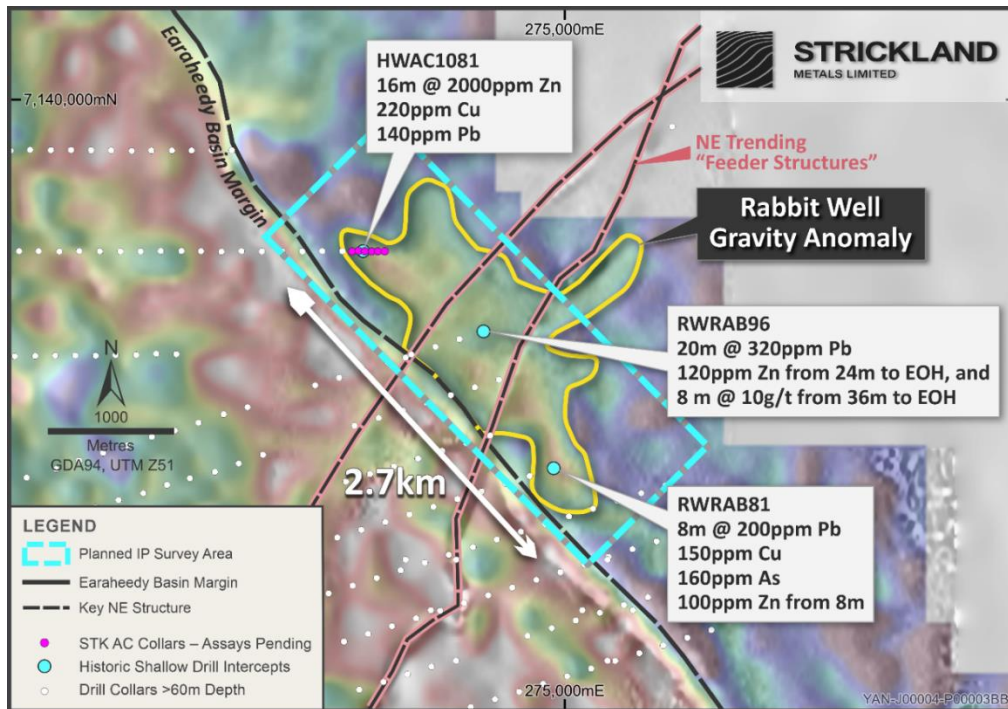 275,000mE
STRICKLAND
METALS LIMITED
7,140,000mN
Earaheedy Basin Margin
HWAC1081
16m @ 2000ppm Zn
220ppm Cu
140ppm Pb
NE Trending
"Feeder Structures"
Rabbit Well
Gravity Anomaly
RWRAB96
20m @ 320ppm Pb
120ppm Zn from 24m to EOH, and
8 m @ 10g/t from 36m to EOH
N
1000
Metres
GDA94, UTM Z51
2.7km
RWRAB81
8m @ 200ppm Pb
150ppm Cu
160ppm As
100ppm Zn from 8m
LEGEND
Planned IP Survey Area
Earaheedy Basin Margin
Key NE Structure
STK AC Collars – Assays Pending
Historic Shallow Drill Intercepts
Drill Collars >60m Depth
275,000mE
YAN-J00004-P00003BB